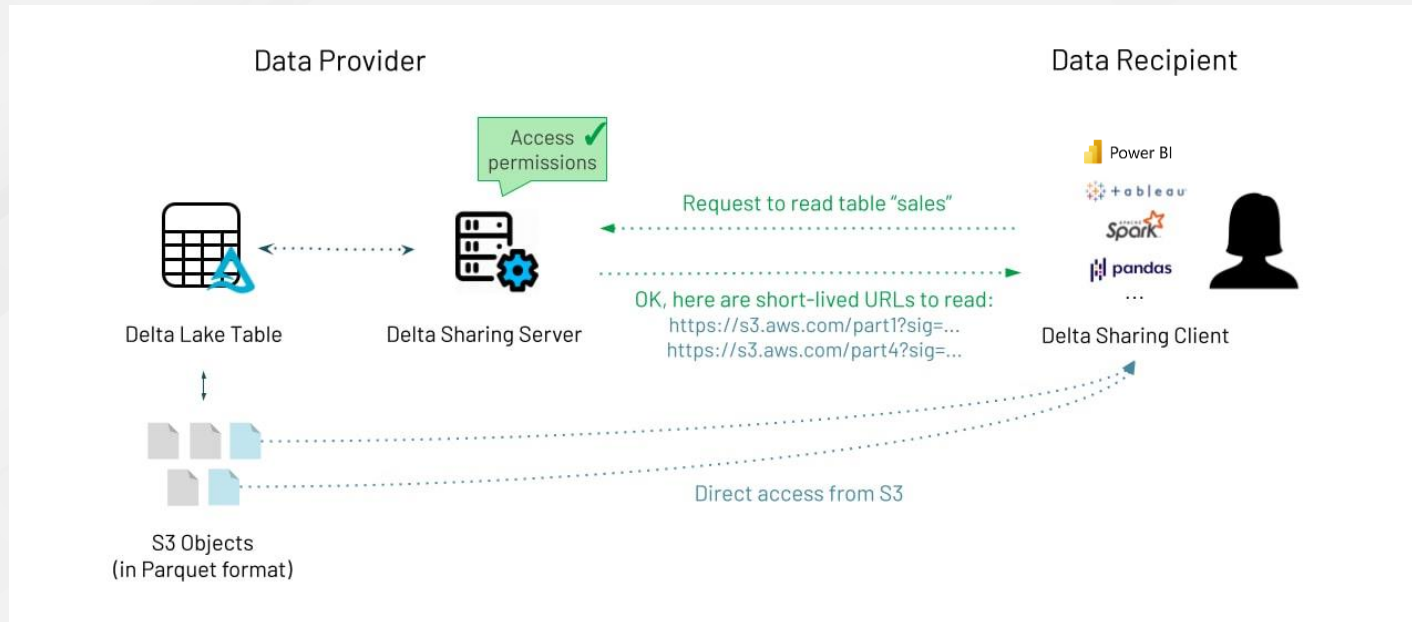 Data Provider
Data Recipient
Access
permissions
Power BI
Request to read table “sales”
+ableau
APACHE
Spark
pandas
OK, here are short-lived URLs to read:
...
https://s3.aws.com/part1?sig=...
https://s3.aws.com/part4?sig=...
Delta Lake Table
Delta Sharing Server
Delta Sharing Client
Direct access from S3
S3 Objects
(in Parquet format)